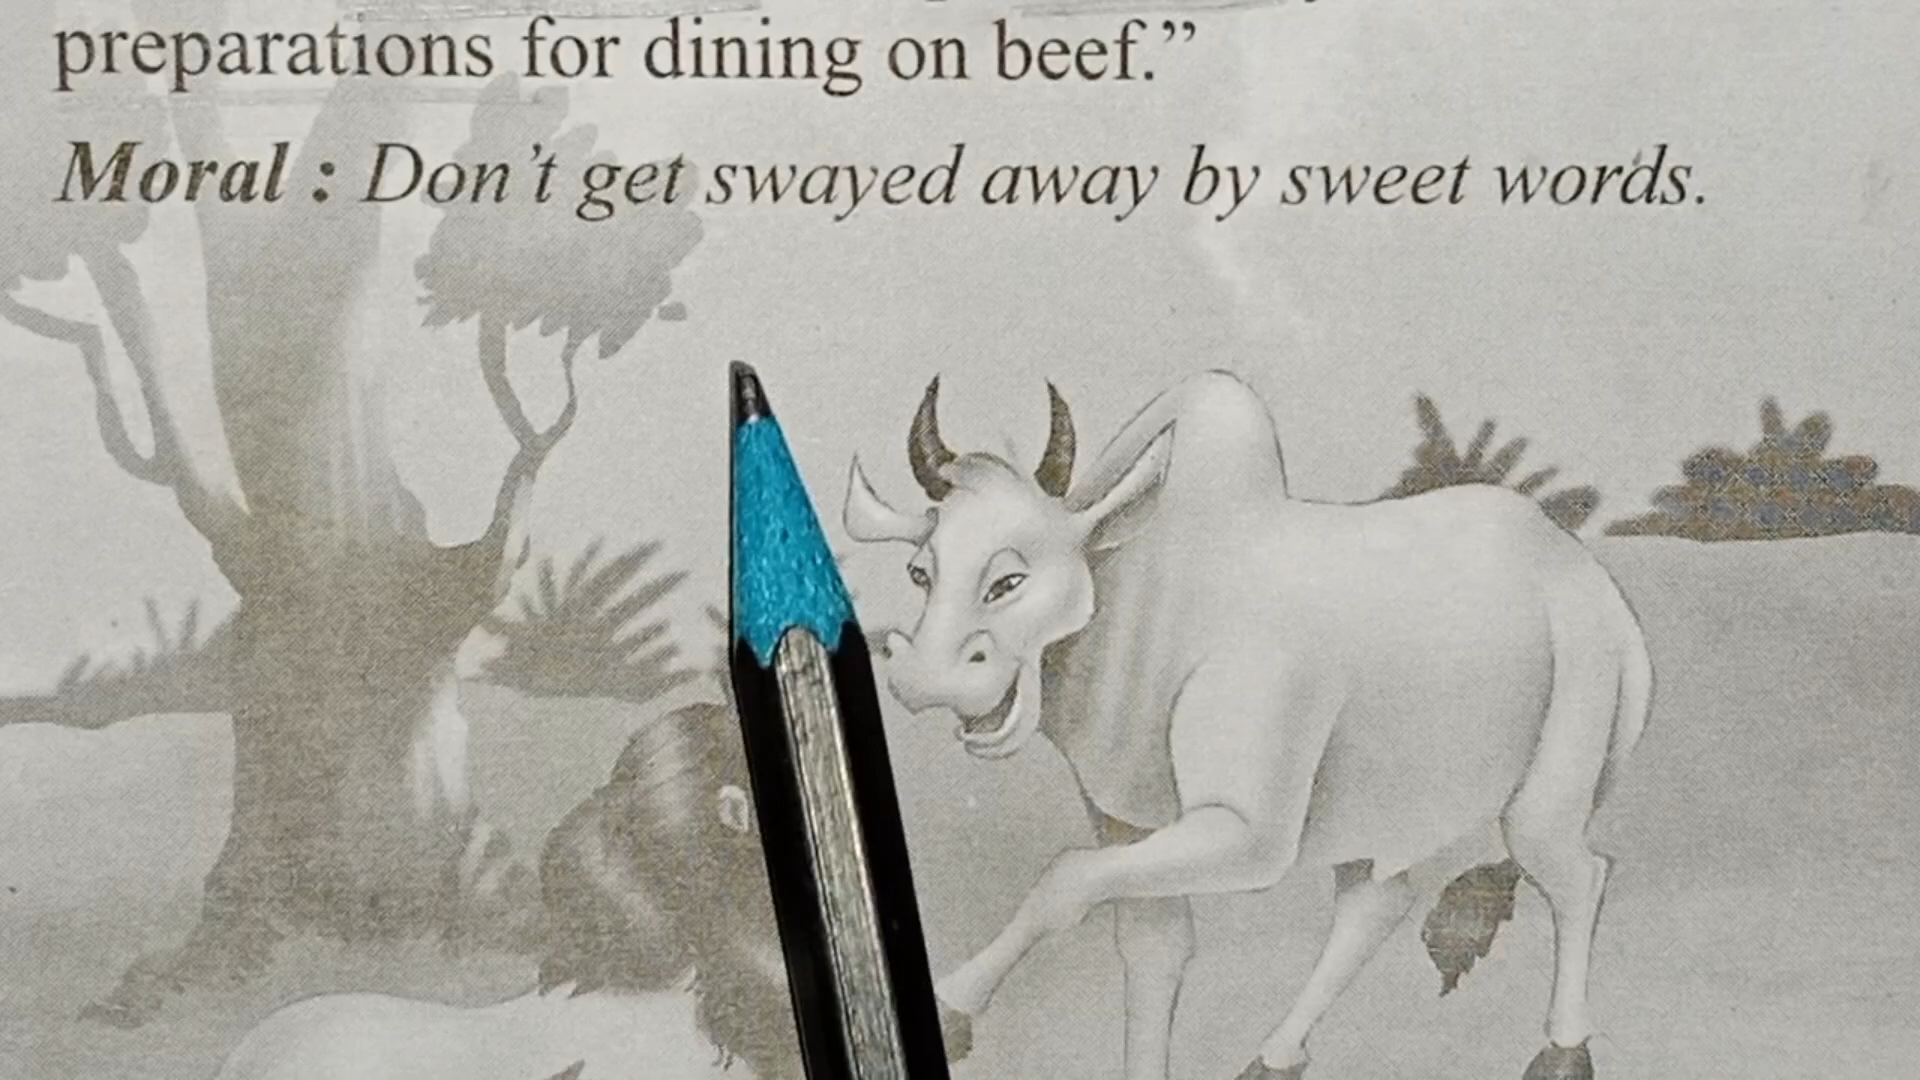 preparations for dining on beef.”
Moral : Don’t get swayed away by sweet words.